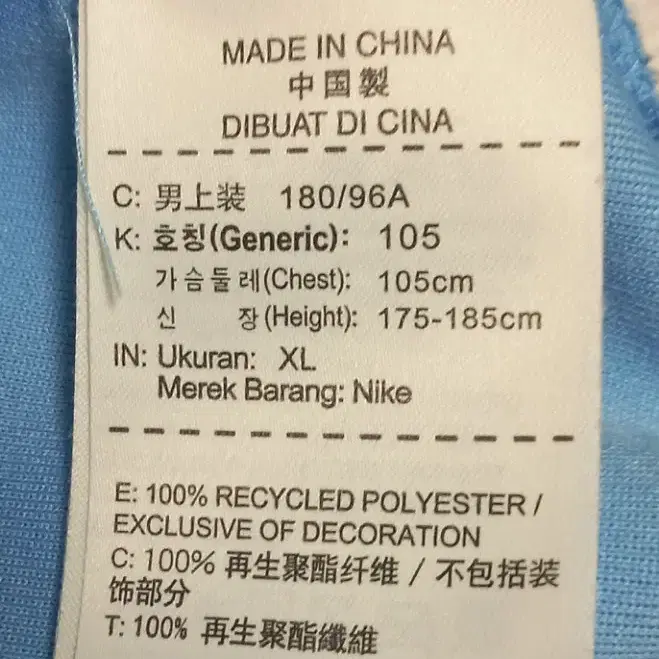 MADE IN CHINA
中国製
DIBUAT DI CINA
C: 男上装 180/96A
K: 호칭(Generic): 105
가슴둘레(Chest): 105cm
신 장(Height): 175-185cm
IN: Ukuran: XL
Merek Barang: Nike
E: 100% RECYCLED POLYESTER /
EXCLUSIVE OF DECORATION
C: 100% 再生聚酯纤维 / 不包括装
饰部分
T: 100% 再生聚酯纖維